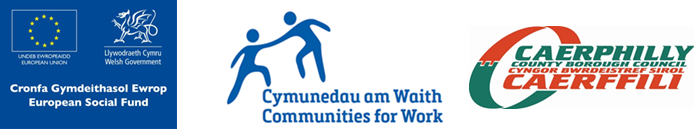 UNDEB EWROPEAIDD
EUROPEAN UNION
Llywodraeth Cymru
Welsh Government
Cronfa Gymdeithasol Ewrop
European Social Fund
Cymunedau am Waith
Communities for Work
CAERPHILLY
COUNTY BOROUGH COUNCIL
CYNGOR BWRDEISTREF SIROL
CAERFFILI